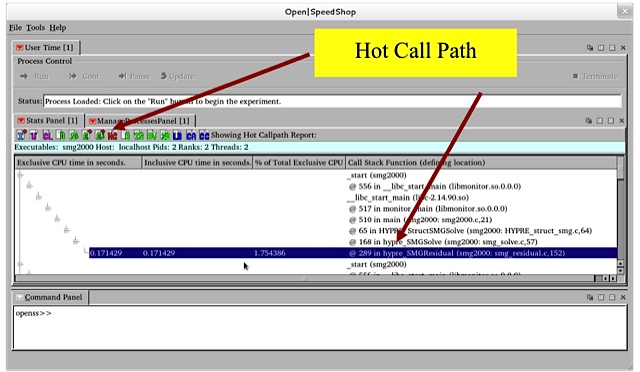 Open|SpeedShop
File Tools Help
User Time [1]
Process Control
Run Cont Pause Update Terminate
Hot Call Path
Status: Process Loaded: Click on the "Run" button to begin the experiment.
Stats Panel [1] ManageProcessesPanel [1]
Showing Hot Callpath Report:
Executables: smg2000 Host: localhost Pids: 2 Ranks: 2 Threads: 2
Exclusive CPU time in seconds. Inclusive CPU time in seconds. % of Total Exclusive CPU Call Stack Function (defining location)
_start (smg2000)
@ 556 in __libc_start_main (libmonitor.so.0.0.0)
__libc_start_main (libc-2.14.90.so)
@ 517 in monitor_main (libmonitor.so.0.0.0)
@ 510 in main (smg2000: smg2000.c,21)
@ 65 in HYPRE_StructSMGSolve (smg2000: HYPRE_struct_smg.c,64)
@ 168 in hypre_SMGSolve (smg2000: smg_solve.c,57)
0.171429 0.171429 1.754386 @ 289 in hypre_SMGResidual (smg2000: smg_residual.c,152)
_start (smg2000)
Command Panel
openss>>